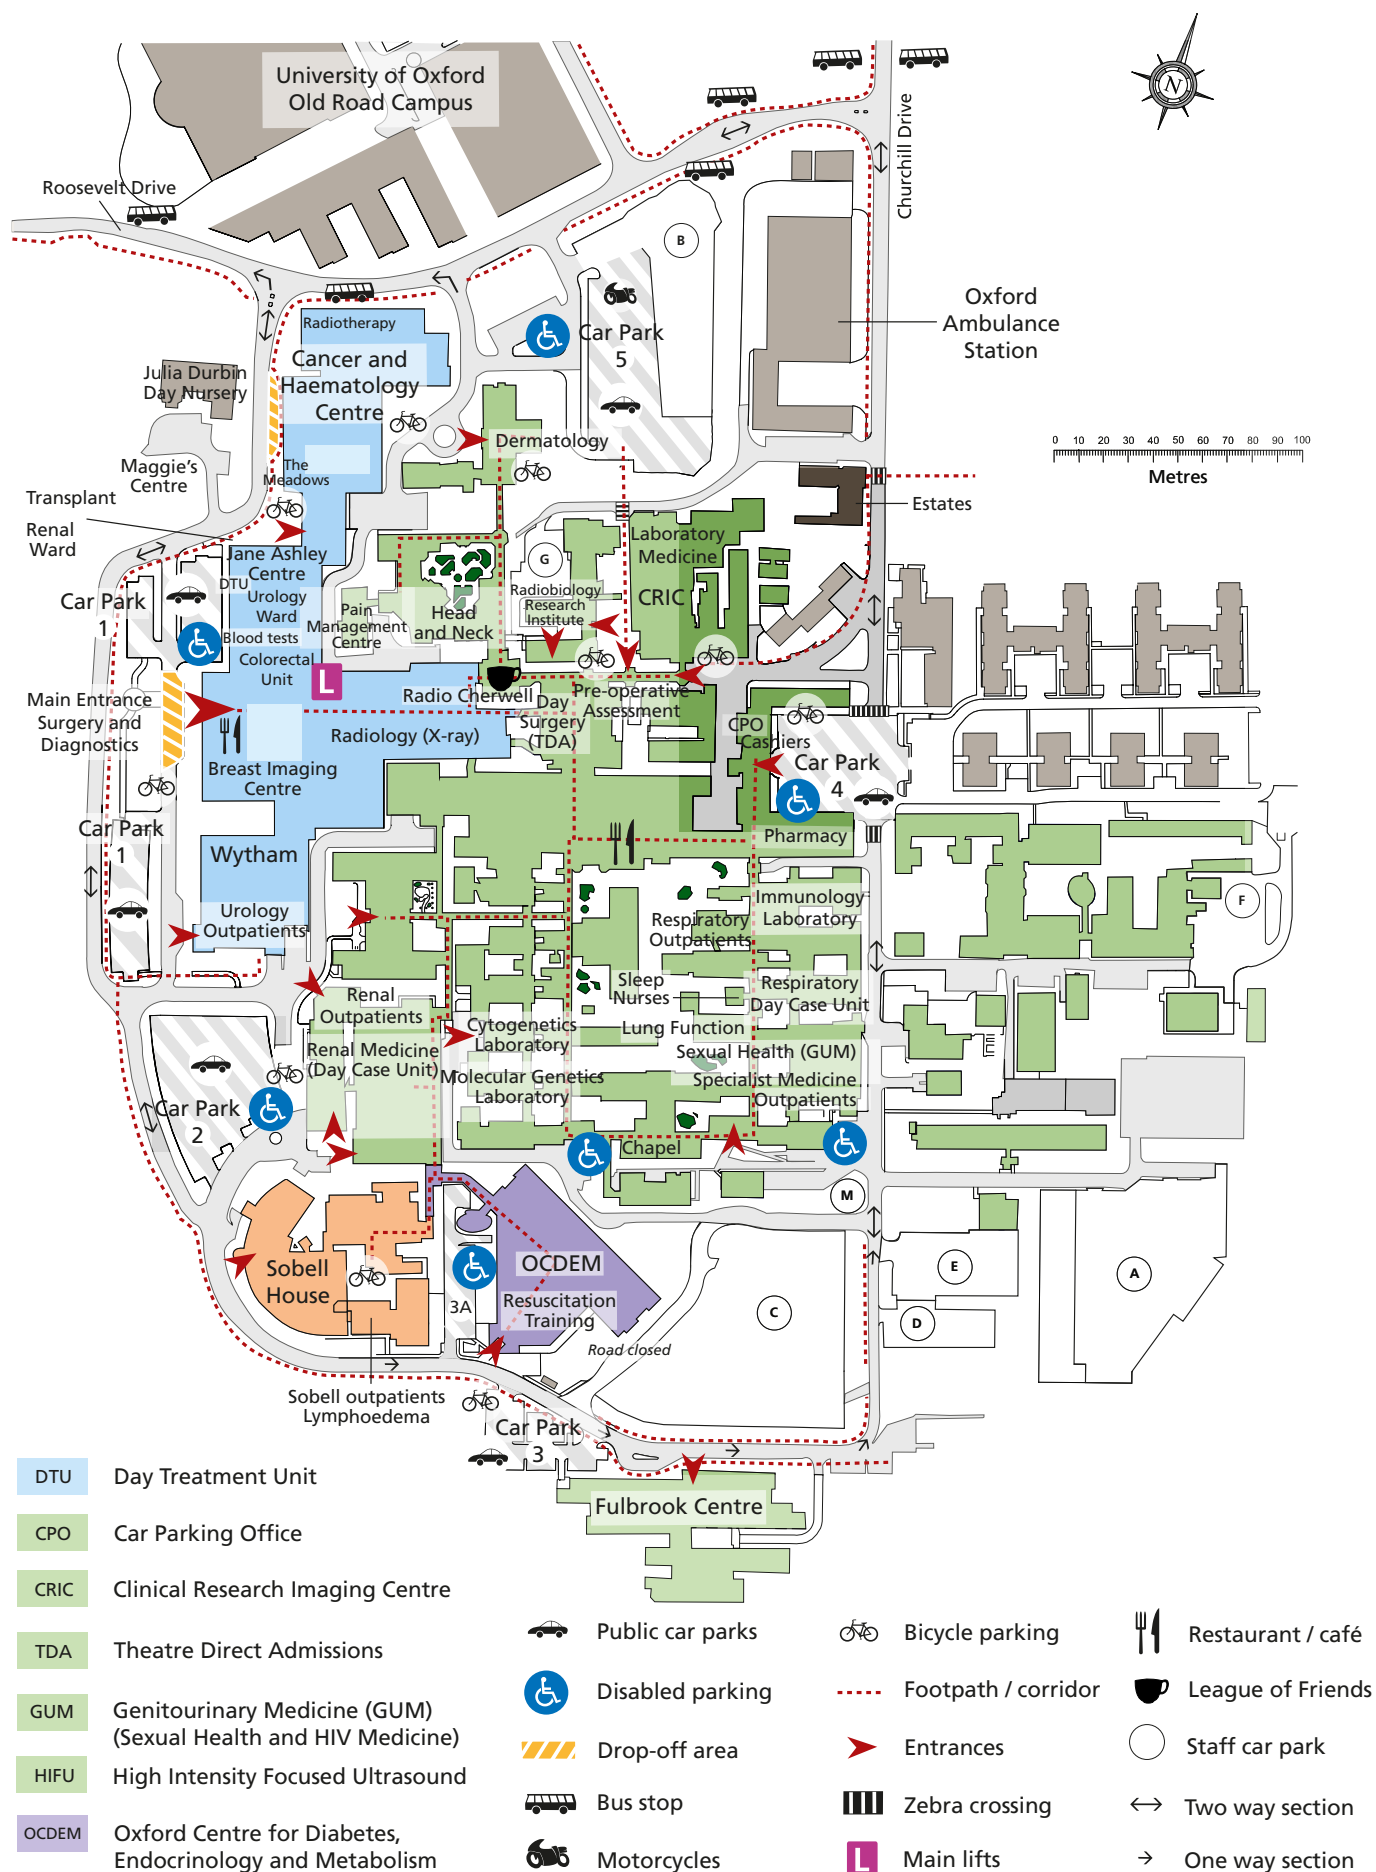 University of Oxford
Old Road Campus
N
Churchill Drive
Roosevelt Drive
B
Oxford
Ambulance
Station
Radiotherapy
Car Park
5
Cancer and
Haematology
Centre
Julia Durbin
Day Nursery
Dermatology
0 10 20 30 40 50 60 70 80 90 100
Metres
Maggie's
Centre
The
Meadows
Transplant
Renal
Ward
Estates
Laboratory
Medicine
Jane Ashley
Centre
DTU
Urology
Ward
G
Radiobiology
Research
Institute
CRIC
Car Park
1
Pain
Management
Centre
Head
and Neck
Blood tests
Colorectal
Unit
L
Main Entrance
Surgery and
Diagnostics
Radio Cherwell
Day
Surgery
(TDA)
Pre-operative
Assessment
CPO
Cashiers
Radiology (X-ray)
Breast Imaging
Centre
Car Park
4
Car Park
1
Pharmacy
Wytham
Urology
Outpatients
Immunology
Laboratory
F
Respiratory
Outpatients
Sleep
Nurses
Respiratory
Day Case Unit
Renal
Outpatients
Cytogenetics
Laboratory
Lung Function
Renal Medicine
(Day Case Unit)
Sexual Health (GUM)
Molecular Genetics
Laboratory
Specialist Medicine
Outpatients
Car Park
2
Chapel
M
Sobell
House
OCDEM
E
A
3A
Resuscitation
Training
C
D
Road closed
Sobell outpatients
Lymphoedema
Car Park
3
Fulbrook Centre
DTU Day Treatment Unit
CPO Car Parking Office
CRIC Clinical Research Imaging Centre
TDA Theatre Direct Admissions
GUM Genitourinary Medicine (GUM)
(Sexual Health and HIV Medicine)
HIFU High Intensity Focused Ultrasound
OCDEM Oxford Centre for Diabetes,
Endocrinology and Metabolism
Public car parks
Disabled parking
Drop-off area
Bus stop
Motorcycles
Bicycle parking
Footpath / corridor
Entrances
Zebra crossing
L Main lifts
Restaurant / café
League of Friends
Staff car park
Two way section
One way section